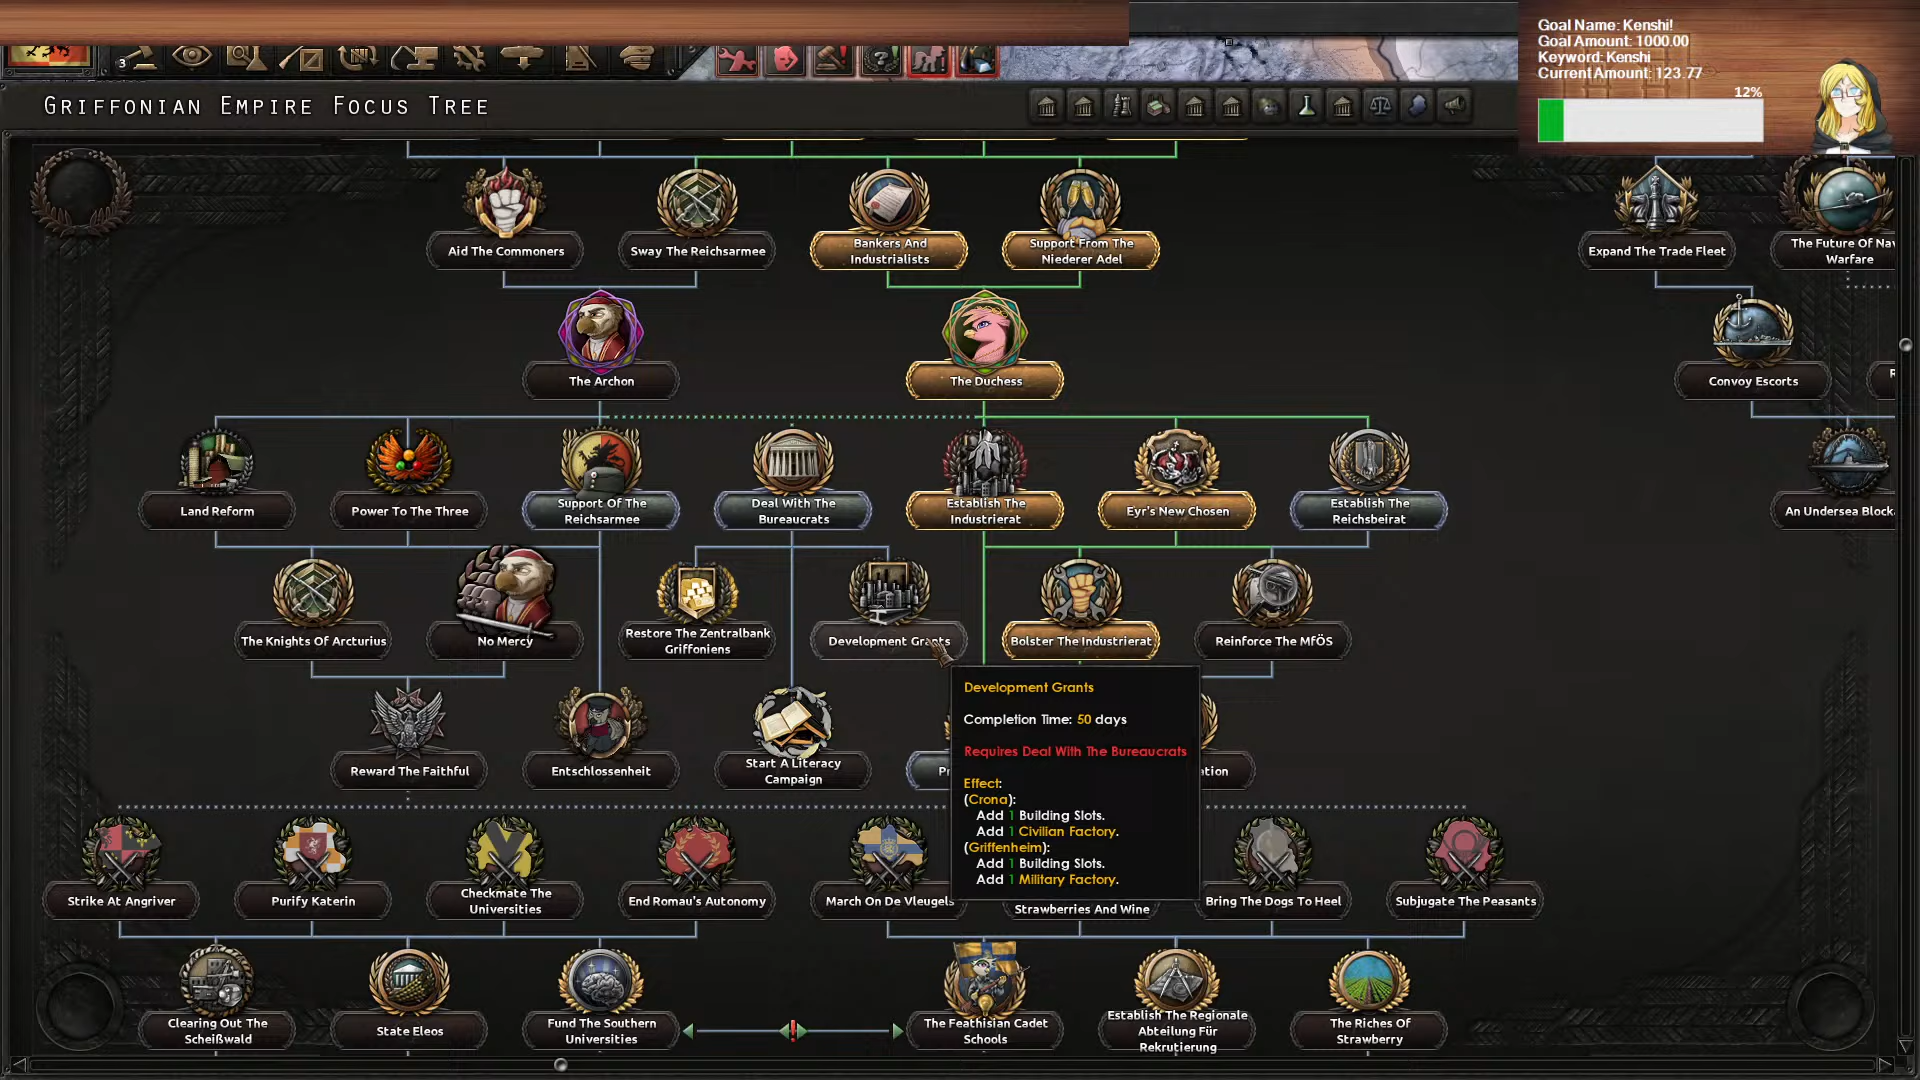 Goal Name: Kenshi!
Goal Amount: 1000.00
Keyword: Kenshi
Current Amount: 123.77
12%
3
Griffonian Empire Focus Tree
Aid The Commoners
Sway The Reichsarmee
Bankers And
Industrialists
Support From The
Niederer Adel
Expand The Trade Fleet
The Future Of Nav
Warfare
The Archon
The Duchess
Convoy Escorts
Land Reform
Power To The Three
Support Of The
Reichsarmee
Deal With The
Bureaucrats
Establish The
Industrierat
Eyr's New Chosen
Establish The
Reichsbeirat
An Undersea Blocka
The Knights Of Arcturius
No Mercy
Restore The Zentralbank
Griffoniens
Development Grants
Bolster The Industrierat
Reinforce The MfÖS
Development Grants
Completion Time: 50 days
Requires Deal With The Bureaucrats
Effect:
(Crona):
Add 1 Building Slots.
Add 1 Civilian Factory.
(Griffenheim):
Add 1 Building Slots.
Add 1 Military Factory.
Reward The Faithful
Entschlossenheit
Start A Literacy
Campaign
Pr
ation
Strike At Angriver
Purify Katerin
Checkmate The
Universities
End Romau's Autonomy
March On De Vleugels
Strawberries And Wine
Bring The Dogs To Heel
Subjugate The Peasants
Clearing Out The
Scheißwald
State Eleos
Fund The Southern
Universities
The Feathisian Cadet
Schools
Establish The Regionale
Abteilung Für
Rekrutierung
The Riches Of
Strawberry